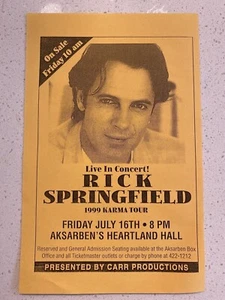 On Sale
Friday 10 am
Live In Concert!
RICK
SPRINGFIELD
1999 KARMA TOUR
FRIDAY JULY 16TH • 8 PM
AKSARBEN'S HEARTLAND HALL
Reserved and General Admission Seating available at the Aksarben Box
Office and all Ticketmaster outlets or charge by phone at 422-1212
PRESENTED BY CARR PRODUCTIONS